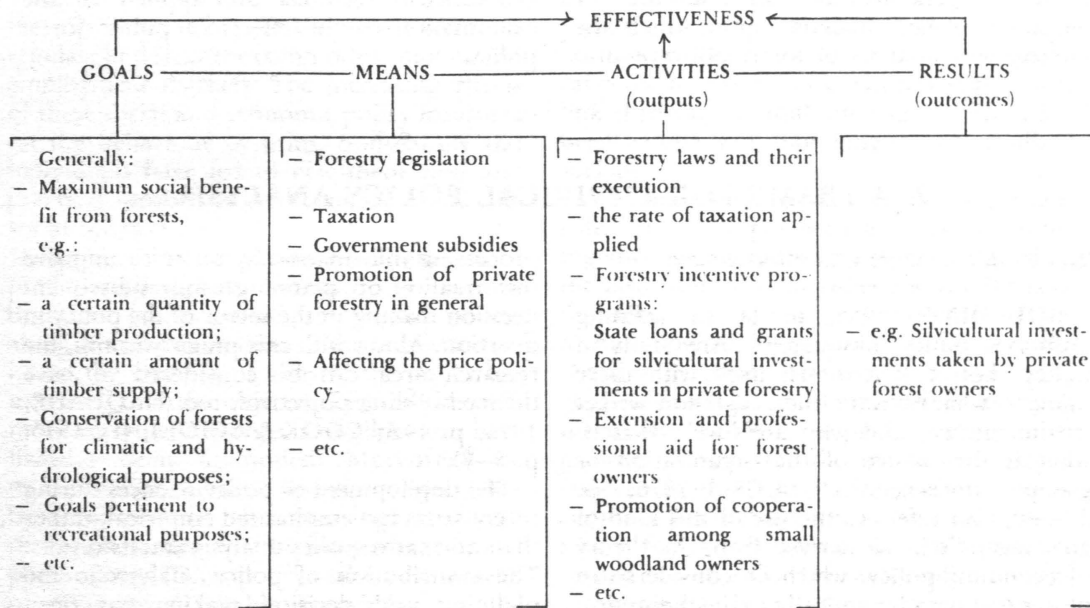 EFFECTIVENESS
GOALS
MEANS
ACTIVITIES
RESULTS
(outputs)
(outcomes)
Generally:
– Maximum social bene-
fit from forests,
e.g.:
– a certain quantity of
timber production;
– a certain amount of
timber supply;
– Conservation of forests
for climatic and hy-
drological purposes;
– Goals pertinent to
recreational purposes;
– etc.
– Forestry legislation
– Taxation
– Government subsidies
– Promotion of private
forestry in general
– Affecting the price poli-
cy
– etc.
– Forestry laws and their
execution
– the rate of taxation ap-
plied
– Forestry incentive pro-
grams:
State loans and grants
for silvicultural invest-
ments in private forestry
– Extension and profes-
sional aid for forest
owners
– Promotion of coopera-
tion among small
woodland owners
– etc.
– e.g. Silvicultural invest-
ments taken by private
forest owners